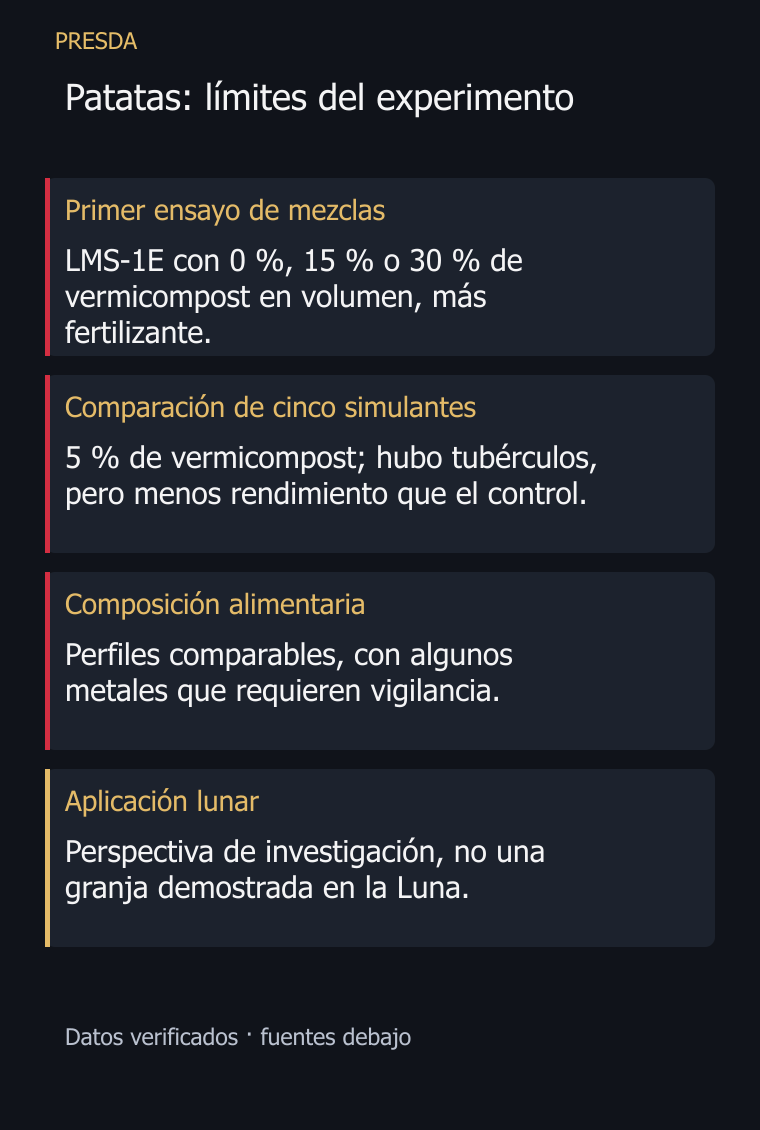 PRESDA
Patatas: límites del experimento
Primer ensayo de mezclas
LMS-1E con 0 %, 15 % o 30 % de
vermicompost en volumen, más
fertilizante.
Comparación de cinco simulantes
5 % de vermicompost; hubo tubérculos,
pero menos rendimiento que el control.
Composición alimentaria
Perfiles comparables, con algunos
metales que requieren vigilancia.
Aplicación lunar
Perspectiva de investigación, no una
granja demostrada en la Luna.
Datos verificados · fuentes debajo